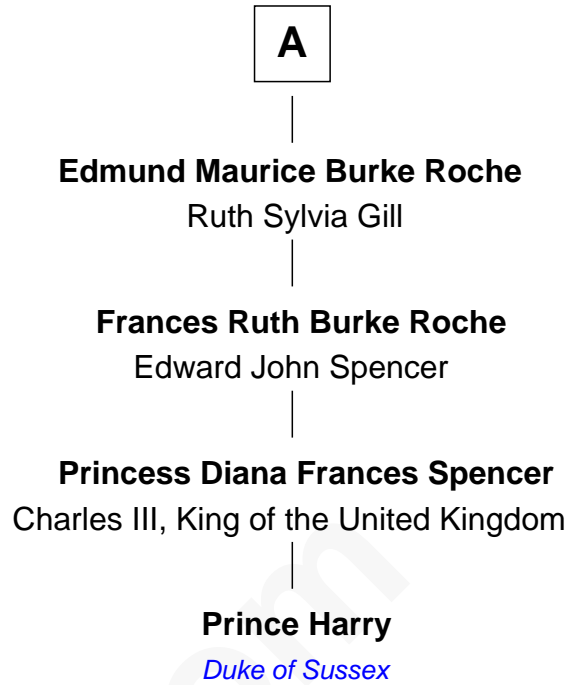 A
Edmund Maurice Burke Roche
Ruth Sylvia Gill
Frances Ruth Burke Roche
Edward John Spencer
Princess Diana Frances Spencer
Charles III, King of the United Kingdom
Prince Harry
Duke of Sussex